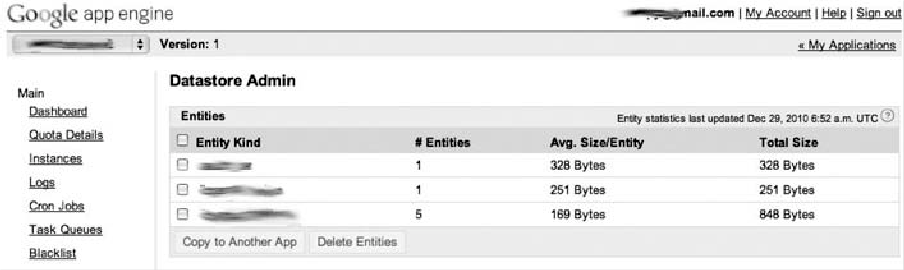 Google app engine
mail.com | My Account | Help | Sign out
Version: 1
« My Applications
Main
Dashboard
Quota Details
Instances
Logs
Cron Jobs
Task Queues
Blacklist
Datastore Admin
Entities
Entity statistics last updated Dec 29, 2010 6:52 a.m. UTC ?
Entity Kind # Entities Avg. Size/Entity Total Size
1 328 Bytes 328 Bytes
1 251 Bytes 251 Bytes
5 169 Bytes 848 Bytes
Copy to Another App Delete Entities